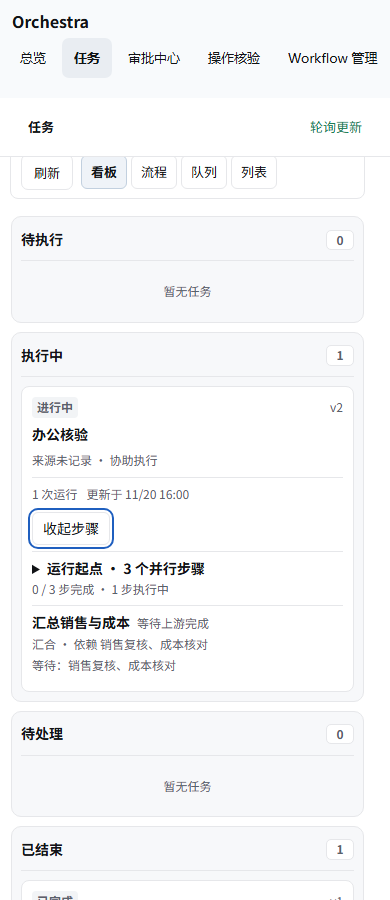 Orchestra
总览 任务 审批中心 操作核验 Workflow 管理
任务 轮询更新
刷新 看板 流程 队列 列表
待执行 0
暂无任务
执行中 1
进行中 v2
办公核验
来源未记录 • 协助执行
1 次运行 更新于 11/20 16:00
收起步骤
▶ 运行起点 • 3 个并行步骤
0 / 3 步完成 • 1 步执行中
汇总销售与成本 等待上游完成
汇合 • 依赖 销售复核、成本核对
等待：销售复核、成本核对
待处理 0
暂无任务
已结束 1
已完成 v1